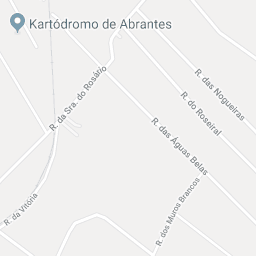 Kartódromo de Abrantes
R. da Sra. do Rosário
R. das Nogueiras
R. do Roseiral
R. das Águas Belas
R. dos Muros Brancos
R. da Vitória